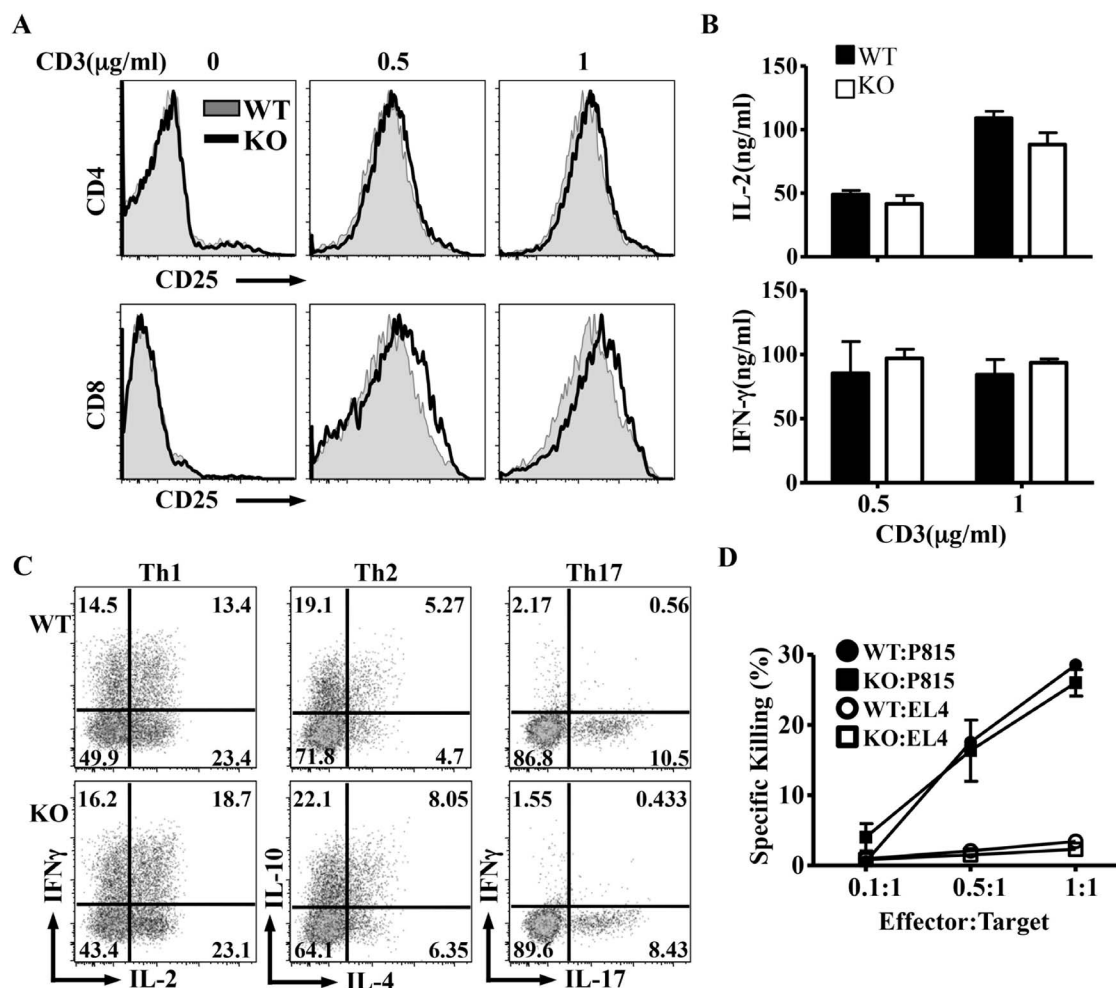 A
CD3(μg/ml) 0 0.5 1
WT
KO
CD4
CD25
CD8
CD25
B
WT
KO
150
100
50
0
IL-2(ng/ml)
150
100
50
0
IFN-γ(ng/ml)
0.5 1
CD3(μg/ml)
C
Th1 Th2 Th17
WT
14.5 13.4
49.9 23.4
19.1 5.27
71.8 4.7
2.17 0.56
86.8 10.5
KO
16.2 18.7
43.4 23.1
22.1 8.05
64.1 6.35
1.55 0.433
89.6 8.43
IFNγ
IL-2
IL-10
IL-4
IFNγ
IL-17
D
WT:P815
KO:P815
WT:EL4
KO:EL4
30
20
10
0
Specific Killing (%)
0.1:1 0.5:1 1:1
Effector:Target